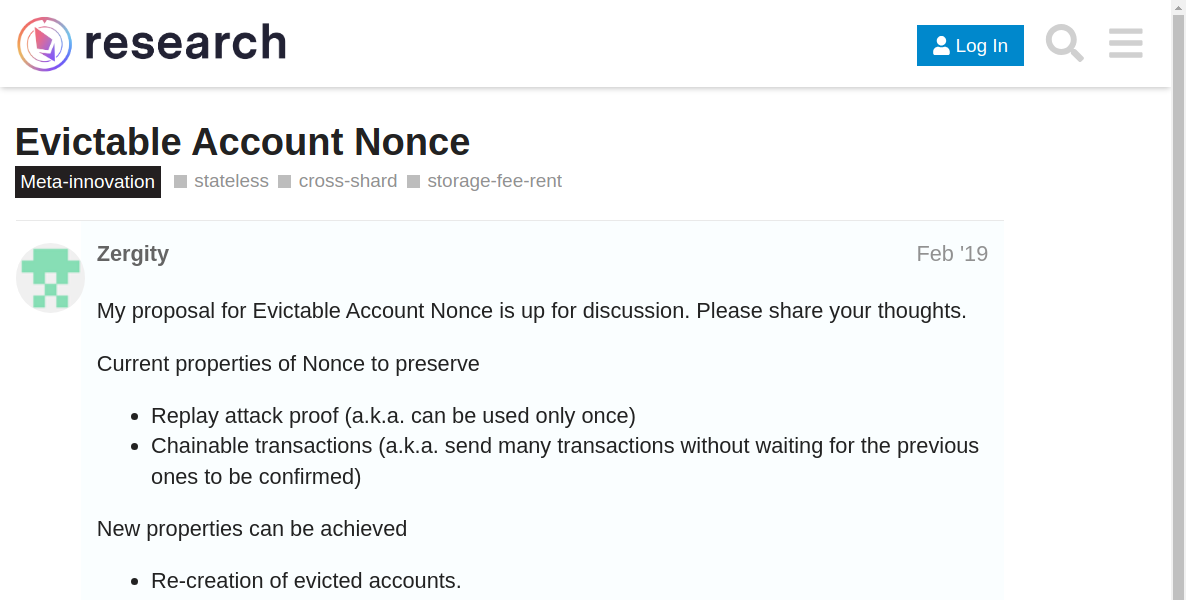 research
Log In
Evictable Account Nonce
Meta-innovation stateless cross-shard storage-fee-rent
Zergity Feb '19
My proposal for Evictable Account Nonce is up for discussion. Please share your thoughts.
Current properties of Nonce to preserve
• Replay attack proof (a.k.a. can be used only once)
• Chainable transactions (a.k.a. send many transactions without waiting for the previous
ones to be confirmed)
New properties can be achieved
• Re-creation of evicted accounts.